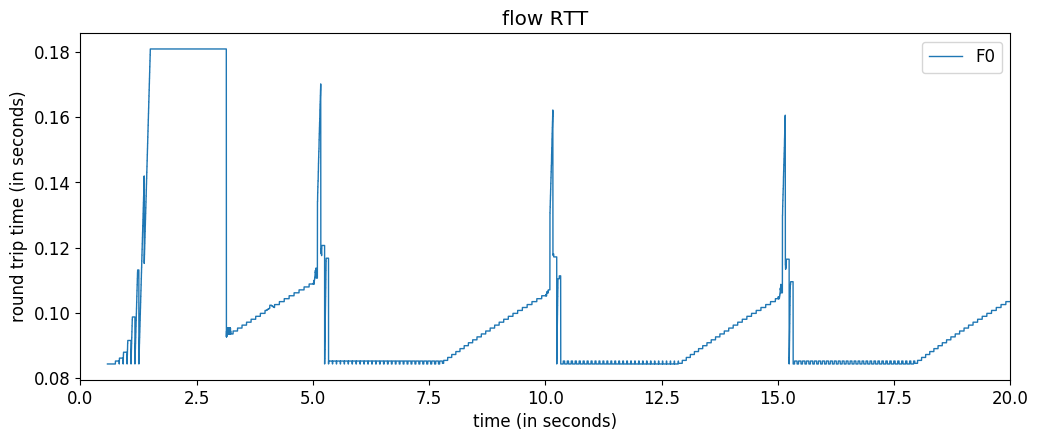 flow RTT
F0
round trip time (in seconds)
0.18
0.16
0.14
0.12
0.10
0.08
0.0 2.5 5.0 7.5 10.0 12.5 15.0 17.5 20.0
time (in seconds)